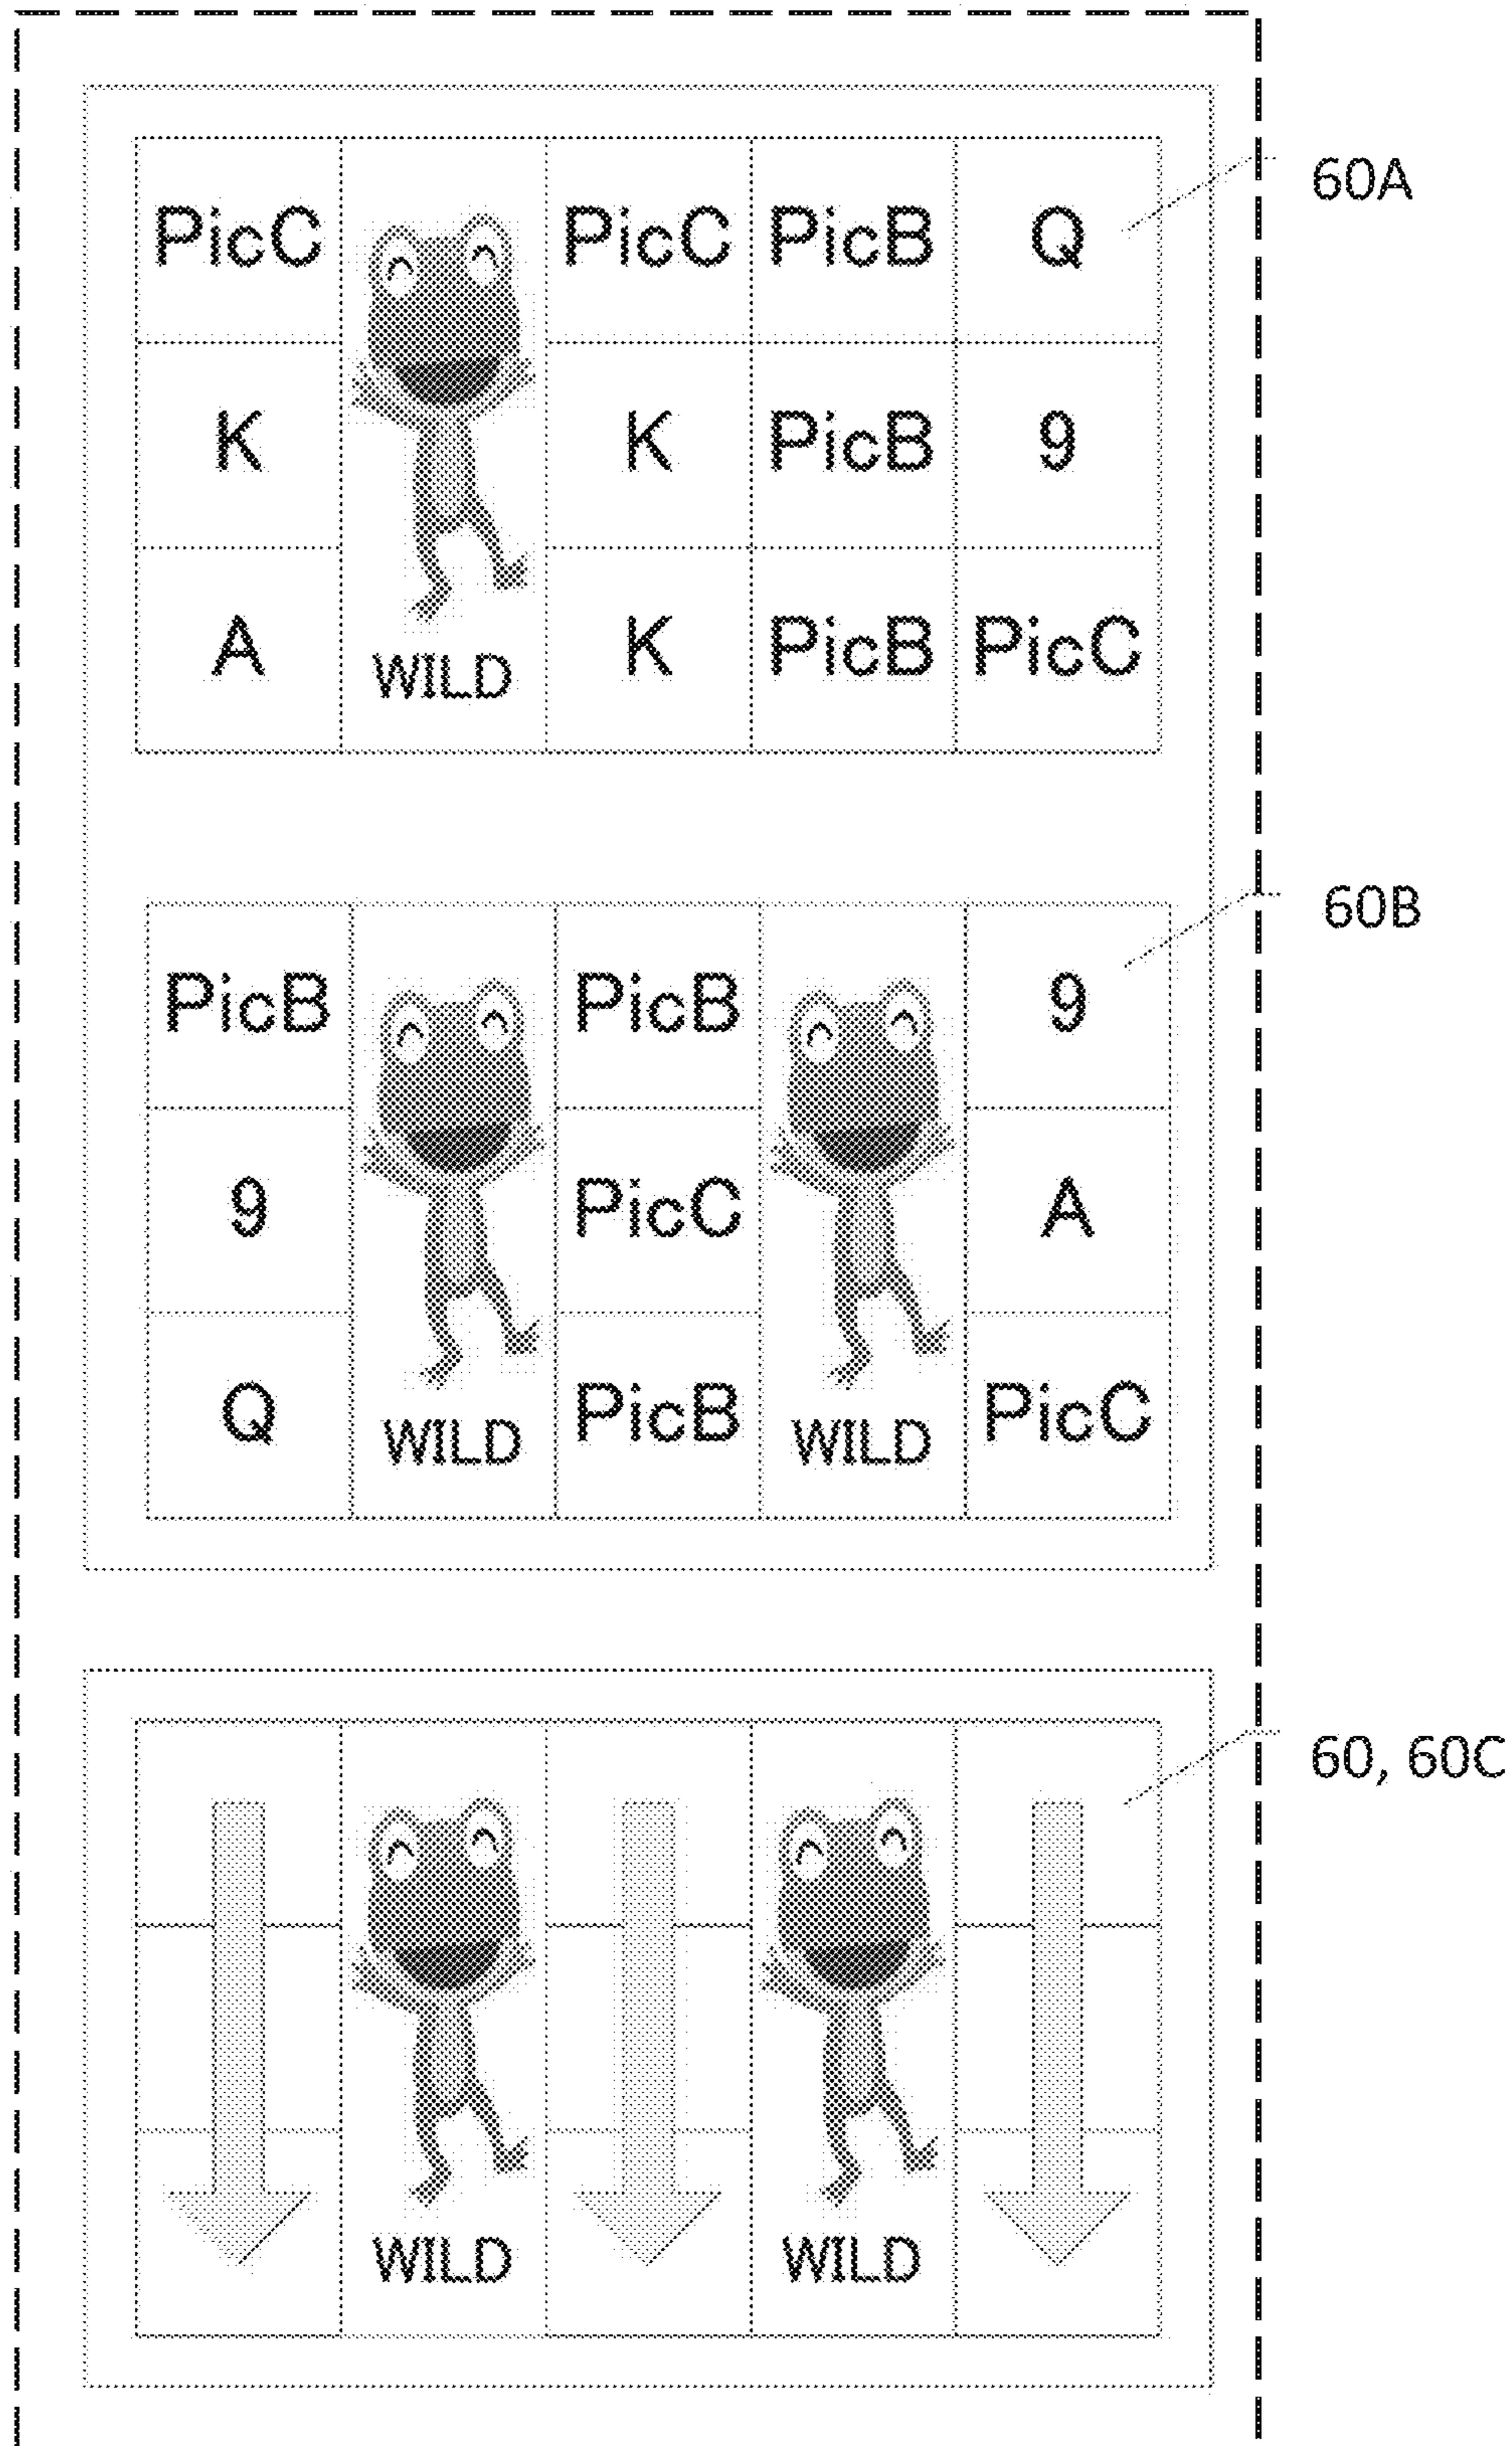 PicC PicC PicB Q 60A
K K PicB 9
A WILD K PicB PicC
60B
PicB PicB 9
9 PicC A
Q WILD PicB WILD PicC
60, 60C
WILD WILD